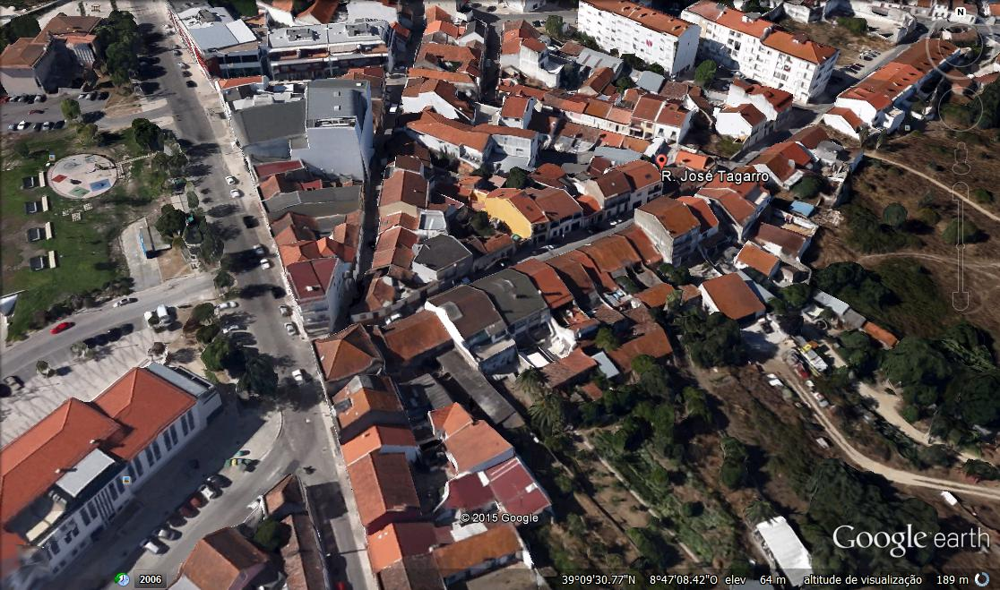 N
R. José Tagarro
© 2015 Google
Google earth
2006
39°09'30.77"N 8°47'08.42"O elev 64 m altitude de visualização 189 m